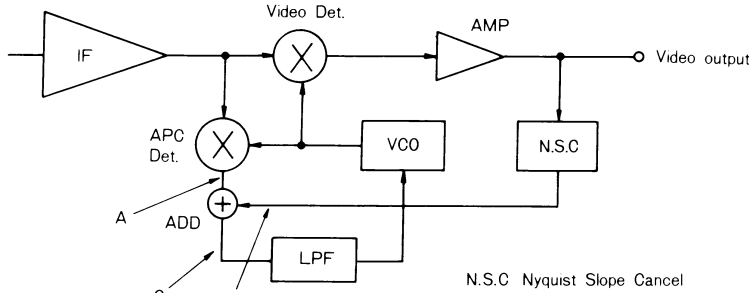 Video Det.
AMP
IF
Video output
APC
Det.
VCO
N.S.C
A
ADD
LPF
N.S.C Nyquist Slope Cancel